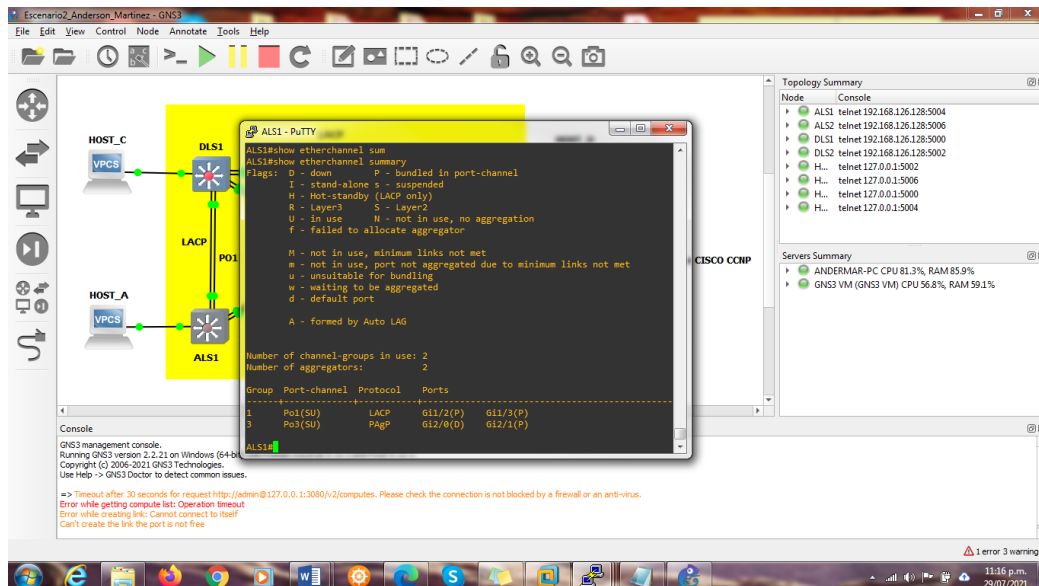 Escenario2_Anderson_Martinez - GNS3
File Edit View Control Node Annotate Tools Help
HOST_C
DLS1
VPCS
LACP
PO1
HOST_A
VPCS
ALS1
CISCO CCNP
ALS1 - PuTTY
ALS1#show etherchannel sum
ALS1#show etherchannel summary
Flags: D - down P - bundled in port-channel
I - stand-alone s - suspended
H - Hot-standby (LACP only)
R - Layer3 S - Layer2
U - in use N - not in use, no aggregation
f - failed to allocate aggregator
M - not in use, minimum links not met
m - not in use, port not aggregated due to minimum links not met
u - unsuitable for bundling
w - waiting to be aggregated
d - default port
A - formed by Auto LAG
Number of channel-groups in use: 2
Number of aggregators: 2
Group Port-channel Protocol Ports
------+-------------+-----------+-----------------------------------------------
1 Po1(SU) LACP Gi1/2(P) Gi1/3(P)
3 Po3(SU) PAgP Gi2/0(D) Gi2/1(P)
ALS1#
Topology Summary
Node Console
ALS1 telnet 192.168.126.128:5004
ALS2 telnet 192.168.126.128:5006
DLS1 telnet 192.168.126.128:5000
DLS2 telnet 192.168.126.128:5002
H... telnet 127.0.0.1:5002
H... telnet 127.0.0.1:5006
H... telnet 127.0.0.1:5000
H... telnet 127.0.0.1:5004
Servers Summary
ANDERMAR-PC CPU 81.3%, RAM 85.9%
GNS3 VM (GNS3 VM) CPU 56.8%, RAM 59.1%
Console
GNS3 management console.
Running GNS3 version 2.2.21 on Windows (64-bi
Copyright (c) 2006-2021 GNS3 Technologies.
Use Help -> GNS3 Doctor to detect common issues.
=> Timeout after 30 seconds for request http://admin@127.0.0.1:3080/v2/computes. Please check the connection is not blocked by a firewall or an anti-virus.
Error while getting compute list: Operation timeout
Error while creating link: Cannot connect to itself
Can't create the link the port is not free
1 error 3 warning
11:16 p.m.
29/07/2021